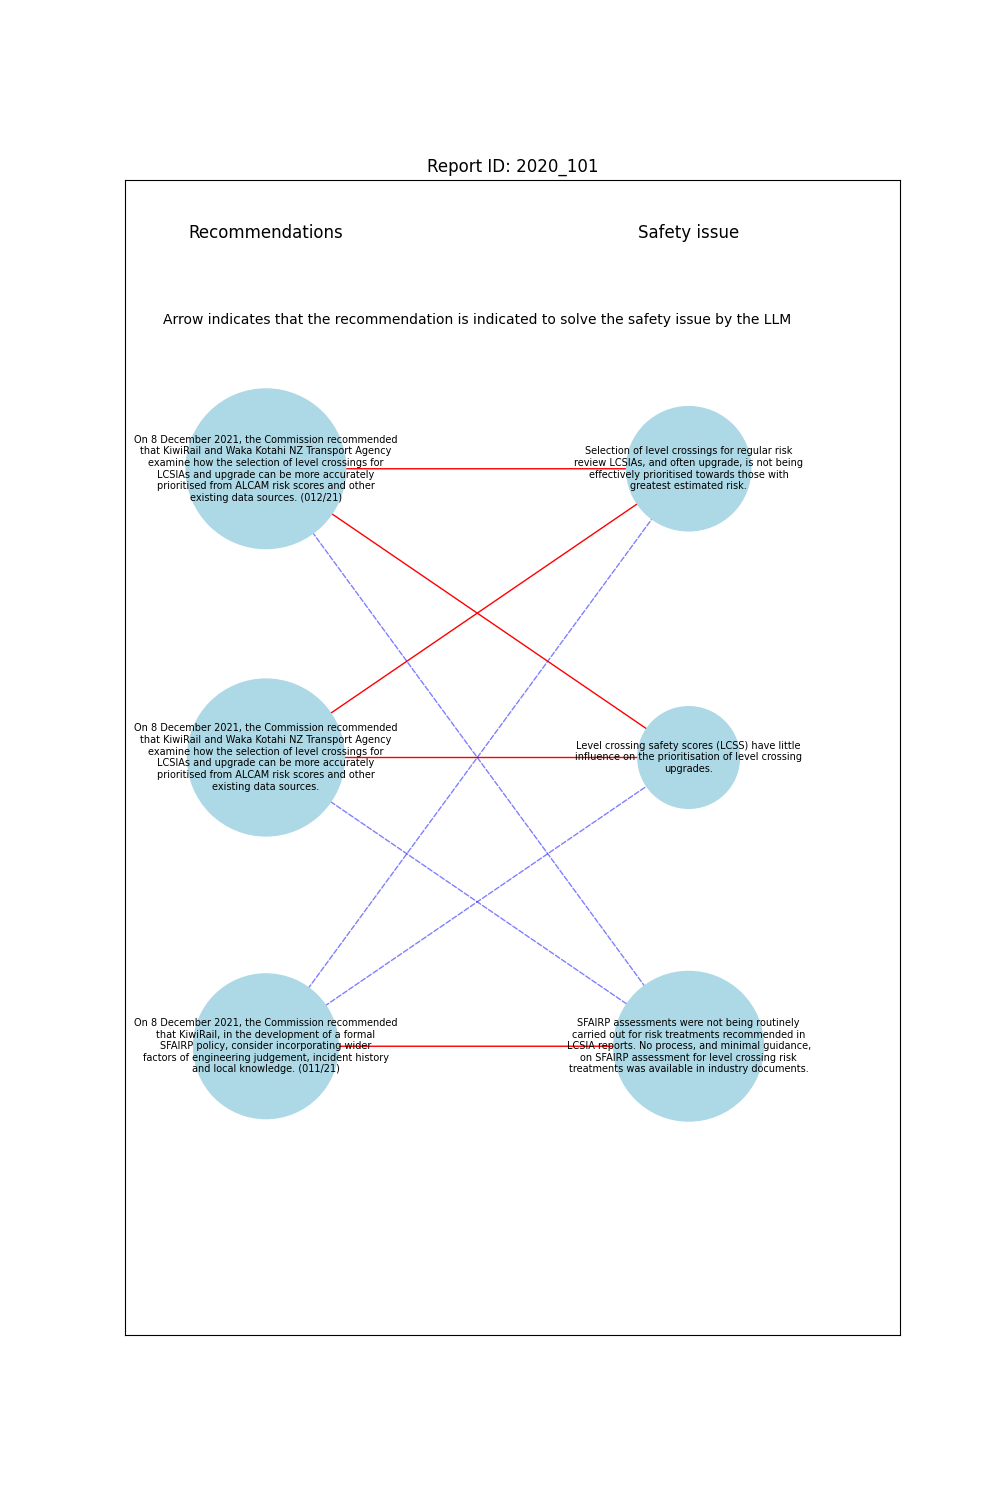 Report ID: 2020_101
Recommendations
Safety issue
Arrow indicates that the recommendation is indicated to solve the safety issue by the LLM
On 8 December 2021, the Commission recommended
that KiwiRail and Waka Kotahi NZ Transport Agency
examine how the selection of level crossings for
LCSIAs and upgrade can be more accurately
prioritised from ALCAM risk scores and other
existing data sources. (012/21)
Selection of level crossings for regular risk
review LCSIAs, and often upgrade, is not being
effectively prioritised towards those with
greatest estimated risk.
On 8 December 2021, the Commission recommended
that KiwiRail and Waka Kotahi NZ Transport Agency
examine how the selection of level crossings for
LCSIAs and upgrade can be more accurately
prioritised from ALCAM risk scores and other
existing data sources.
Level crossing safety scores (LCSS) have little
influence on the prioritisation of level crossing
upgrades.
On 8 December 2021, the Commission recommended
that KiwiRail, in the development of a formal
SFAIRP policy, consider incorporating wider
factors of engineering judgement, incident history
and local knowledge. (011/21)
SFAIRP assessments were not being routinely
carried out for risk treatments recommended in
LCSIA reports. No process, and minimal guidance,
on SFAIRP assessment for level crossing risk
treatments was available in industry documents.